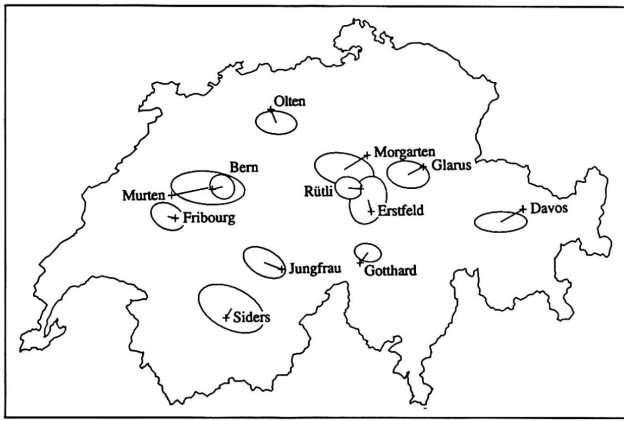 Olten
Morgarten
Bern
Glarus
Murten
Rütli
Fribourg
Erstfeld
Davos
Jungfrau
Gotthard
Siders